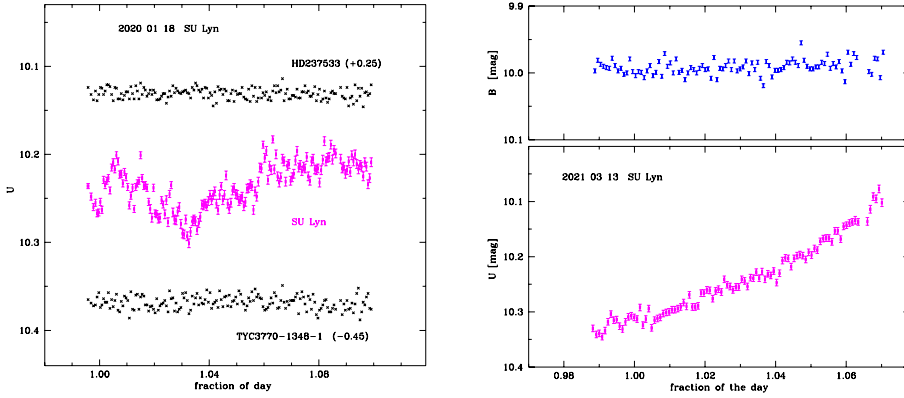 2020 01 18 SU Lyn
HD237533 (+0.25)
10.1
10.2
U
SU Lyn
10.3
TYC3770-1348-1 (-0.45)
10.4
1.00 1.04 1.08
fraction of day
9.9
B [mag]
10.0
10.1
2021 03 13 SU Lyn
10.1
U [mag]
10.2
10.3
10.4
0.98 1.00 1.02 1.04 1.06
fraction of the day